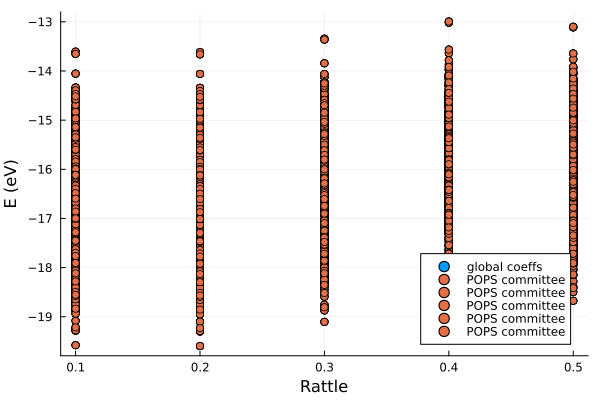 -13
-14
-15
-16
-17
-18
-19
E (eV)
global coeffs
POPS committee
POPS committee
POPS committee
POPS committee
POPS committee
0.1 0.2 0.3 0.4 0.5
Rattle